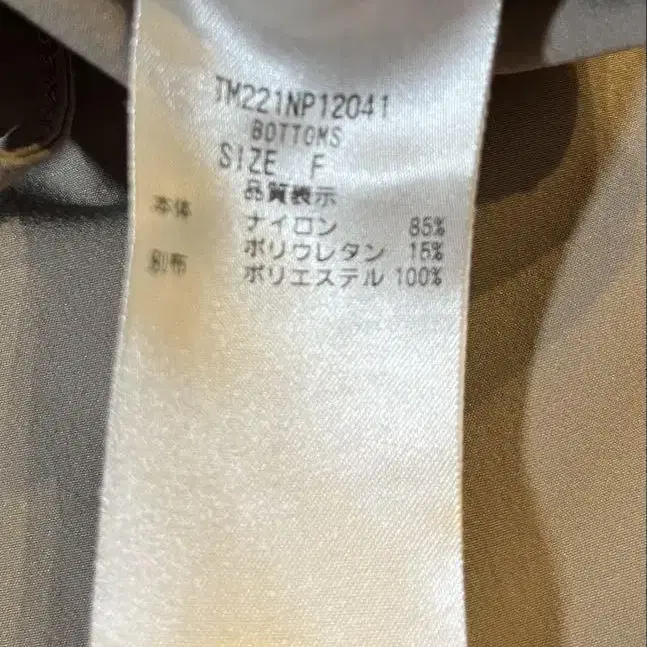 TM221NP12041
BOTTOMS
SIZE F
品質表示
本体 ナイロン 85%
ポリウレタン 15%
別布 ポリエステル 100%